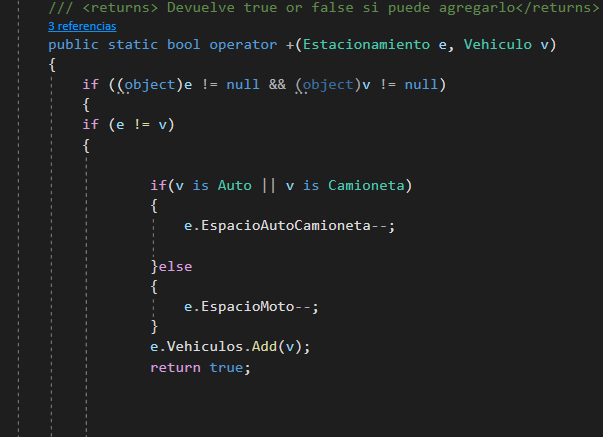 /// <returns> Devuelve true or false si puede agregarlo</returns>
3 referencias
public static bool operator +(Estacionamiento e, Vehiculo v)
{
if ((object)e != null && (object)v != null)
{
if (e != v)
{
if(v is Auto || v is Camioneta)
{
e.EspacioAutoCamioneta--;
}else
{
e.EspacioMoto--;
}
e.Vehiculos.Add(v);
return true;